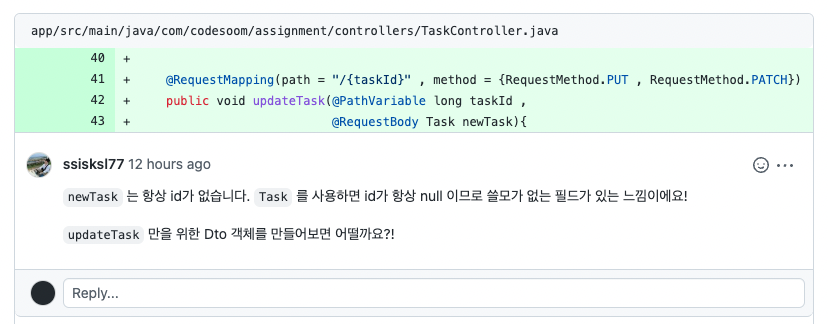 app/src/main/java/com/codesoom/assignment/controllers/TaskController.java
40 +
41 + @RequestMapping(path = "/{taskId}" , method = {RequestMethod.PUT , RequestMethod.PATCH})
42 + public void updateTask(@PathVariable long taskId ,
43 + @RequestBody Task newTask){
ssisksl77 12 hours ago
newTask 는 항상 id가 없습니다. Task 를 사용하면 id가 항상 null 이므로 쓸모가 없는 필드가 있는 느낌이에요!
updateTask 만을 위한 Dto 객체를 만들어보면 어떨까요?!
Reply...